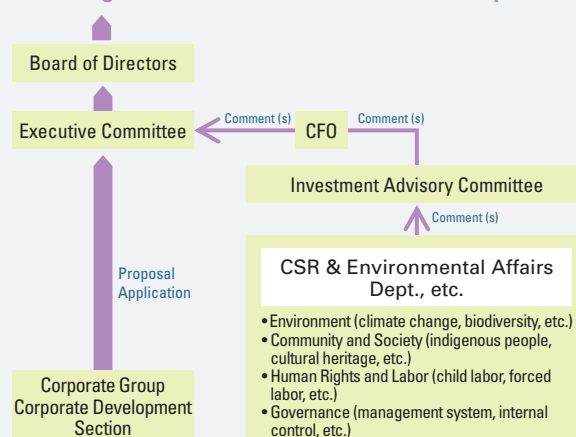 Board of Directors
Executive Committee
Comment (s)
CFO
Comment (s)
Investment Advisory Committee
Comment (s)
CSR & Environmental Affairs
Dept., etc.
•Environment (climate change, biodiversity, etc.)
•Community and Society (indigenous people,
cultural heritage, etc.)
•Human Rights and Labor (child labor, forced
labor, etc.)
•Governance (management system, internal
control, etc.)
Proposal
Application
Corporate Group
Corporate Development
Section